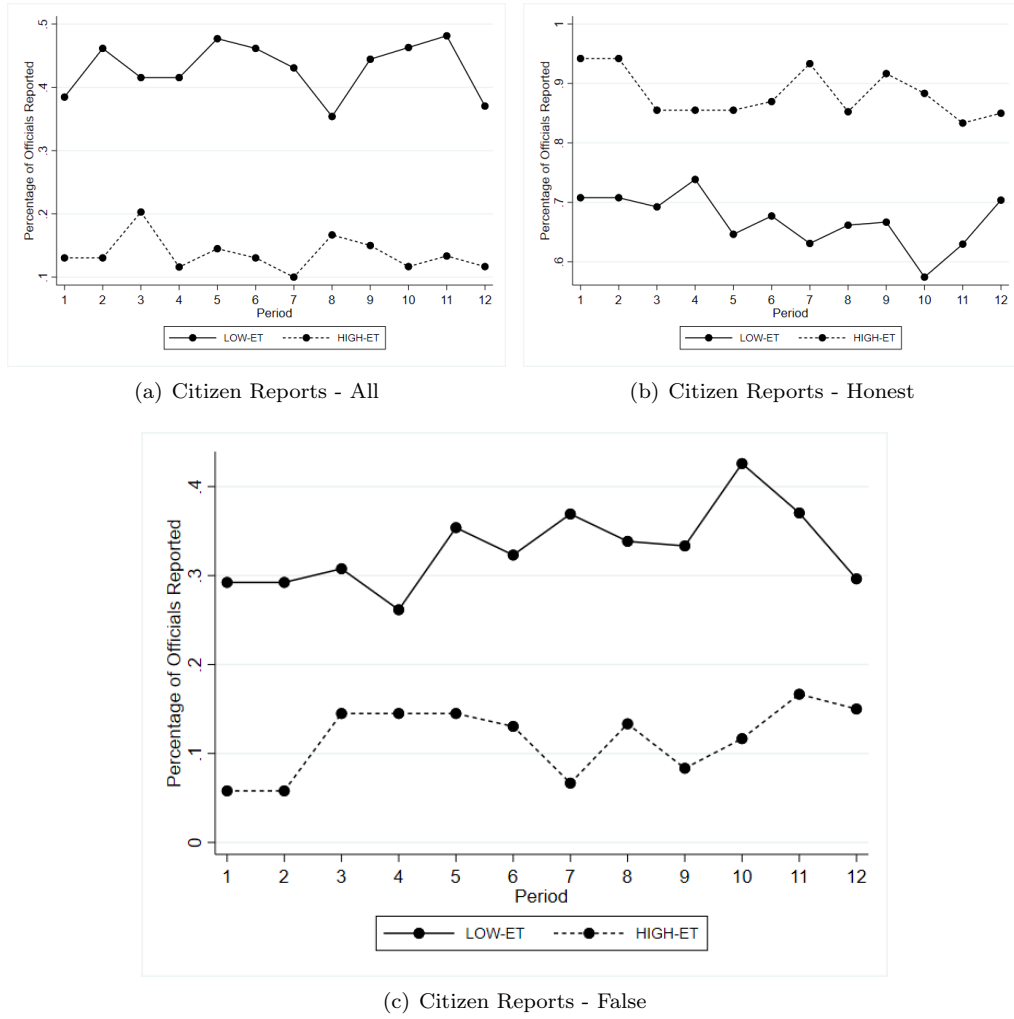 Percentage of Officials Reported
.5
.4
.3
.2
.1
1 2 3 4 5 6 7 8 9 10 11 12
Period
LOW-ET HIGH-ET
(a) Citizen Reports - All
Percentage of Officials Reported
1
.9
.8
.7
.6
1 2 3 4 5 6 7 8 9 10 11 12
Period
LOW-ET HIGH-ET
(b) Citizen Reports - Honest
Percentage of Officials Reported
.4
.3
.2
.1
0
1 2 3 4 5 6 7 8 9 10 11 12
Period
LOW-ET HIGH-ET
(c) Citizen Reports - False